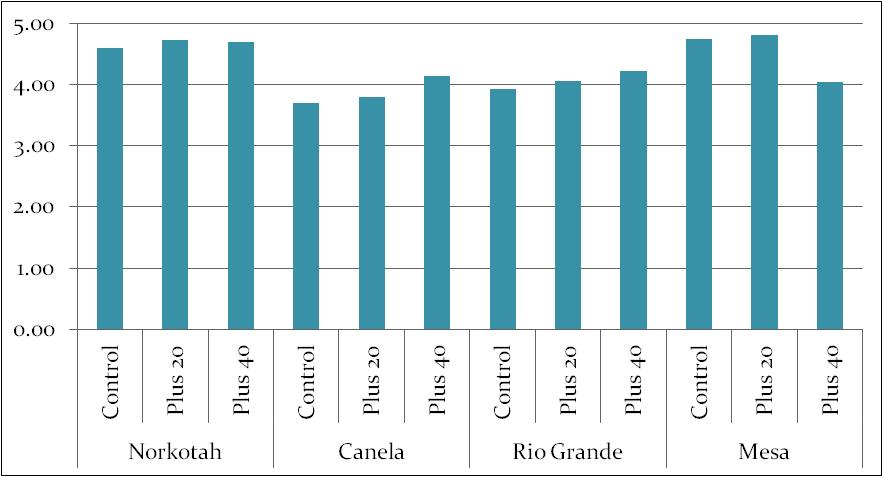 5.00
4.00
3.00
2.00
1.00
0.00
Control
Plus 20
Plus 40
Control
Plus 20
Plus 40
Control
Plus 20
Plus 40
Control
Plus 20
Plus 40
Norkotah
Canela
Rio Grande
Mesa